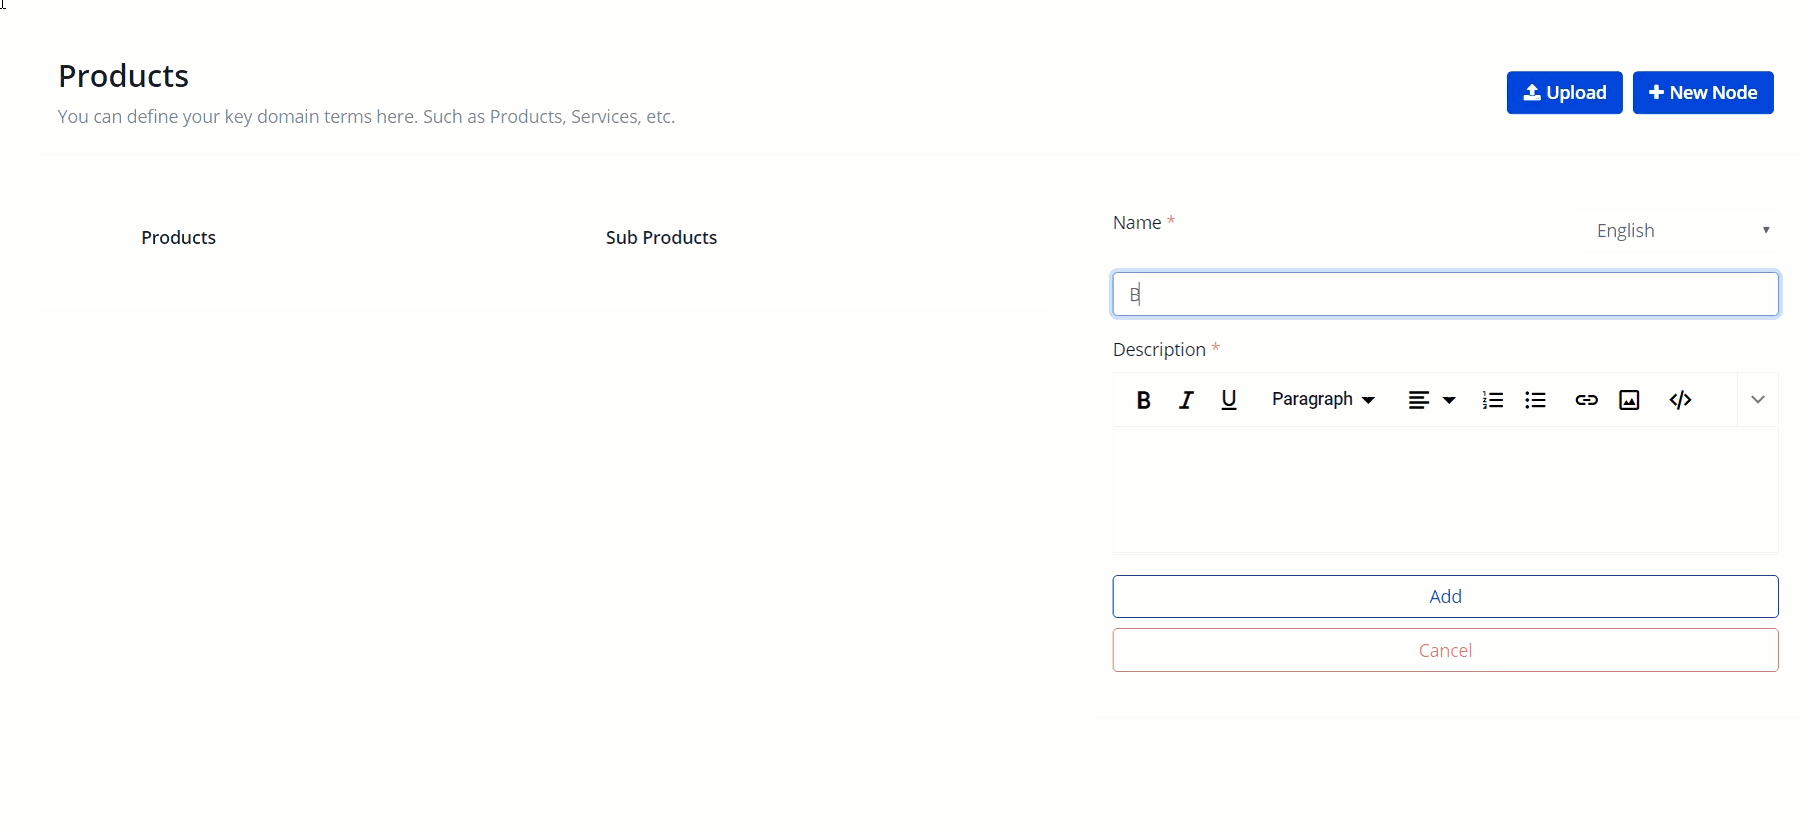 Products
You can define your key domain terms here. Such as Products, Services, etc.
Upload
New Node
Products
Sub Products
Name *
English
B
Description *
B I U Paragraph
Add
Cancel